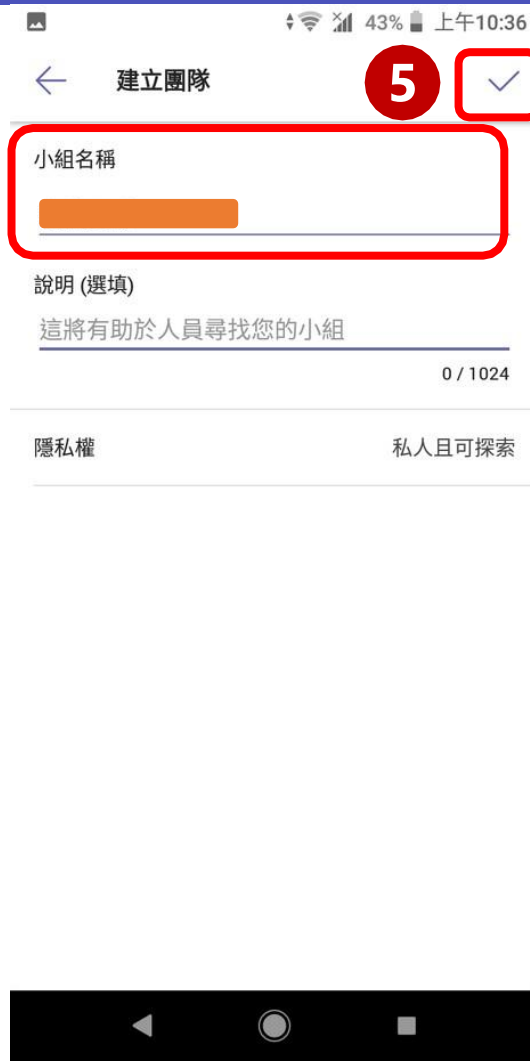 43% 上午10:36
建立團隊
5
小組名稱
說明 (選填)
這將有助於人員尋找您的小組
0 / 1024
隱私權 私人且可探索